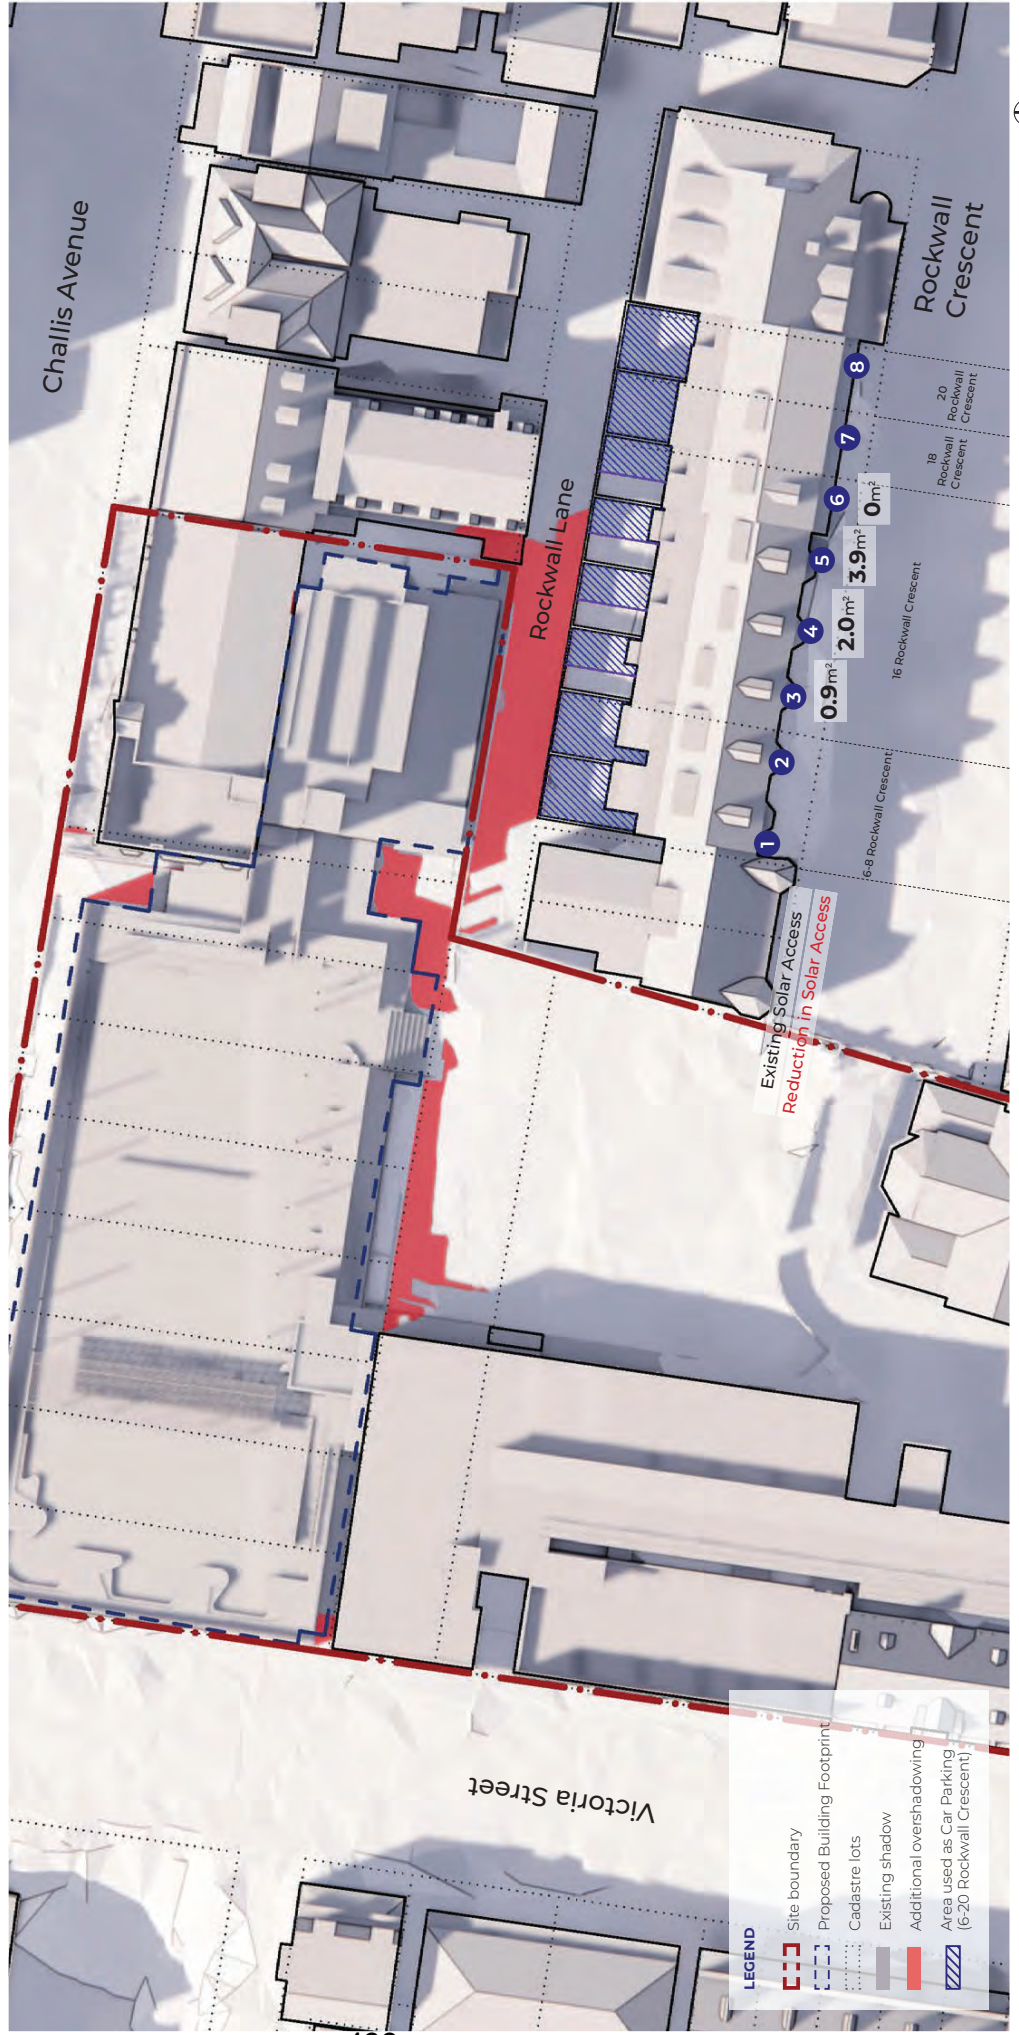 Challis Avenue
Rockwall Lane
Rockwall
Crescent
Victoria Street
1
2
3
4
5
6
7
8
0.9m²
2.0m²
3.9m²
0m²
6-8 Rockwall Crescent
16 Rockwall Crescent
18
Rockwall
Crescent
20
Rockwall
Crescent
Existing Solar Access
Reduction in Solar Access
LEGEND
Site boundary
Proposed Building Footprint
Cadastre lots
Existing shadow
Additional overshadowing
Area used as Car Parking
(6-20 Rockwall Crescent)